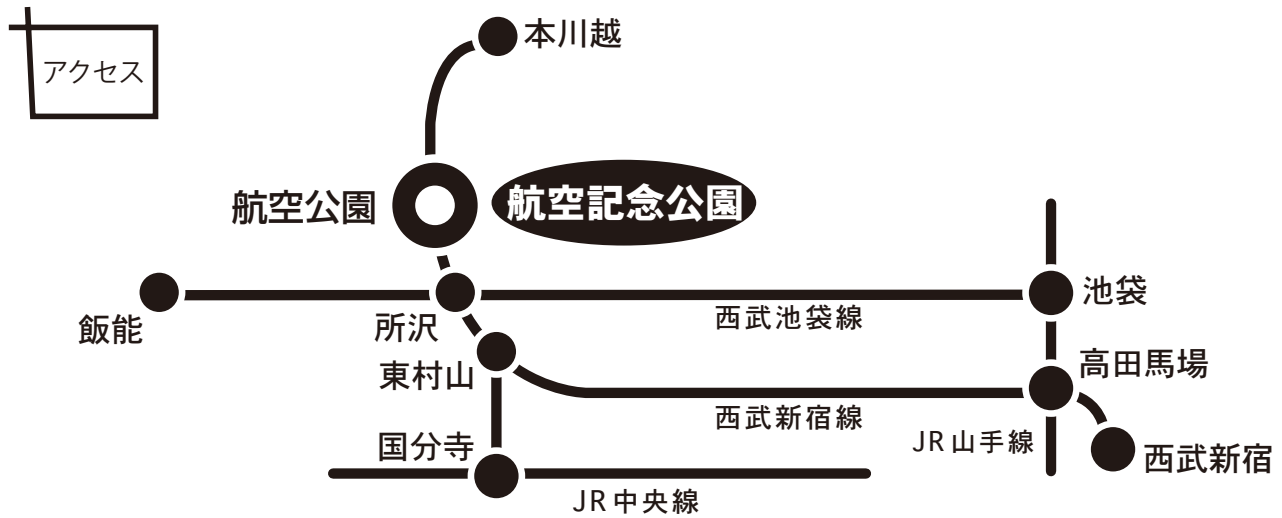 アクセス
本川越
航空公園
航空記念公園
飯能
所沢
西武池袋線
池袋
東村山
高田馬場
西武新宿線
国分寺
JR山手線
西武新宿
JR中央線